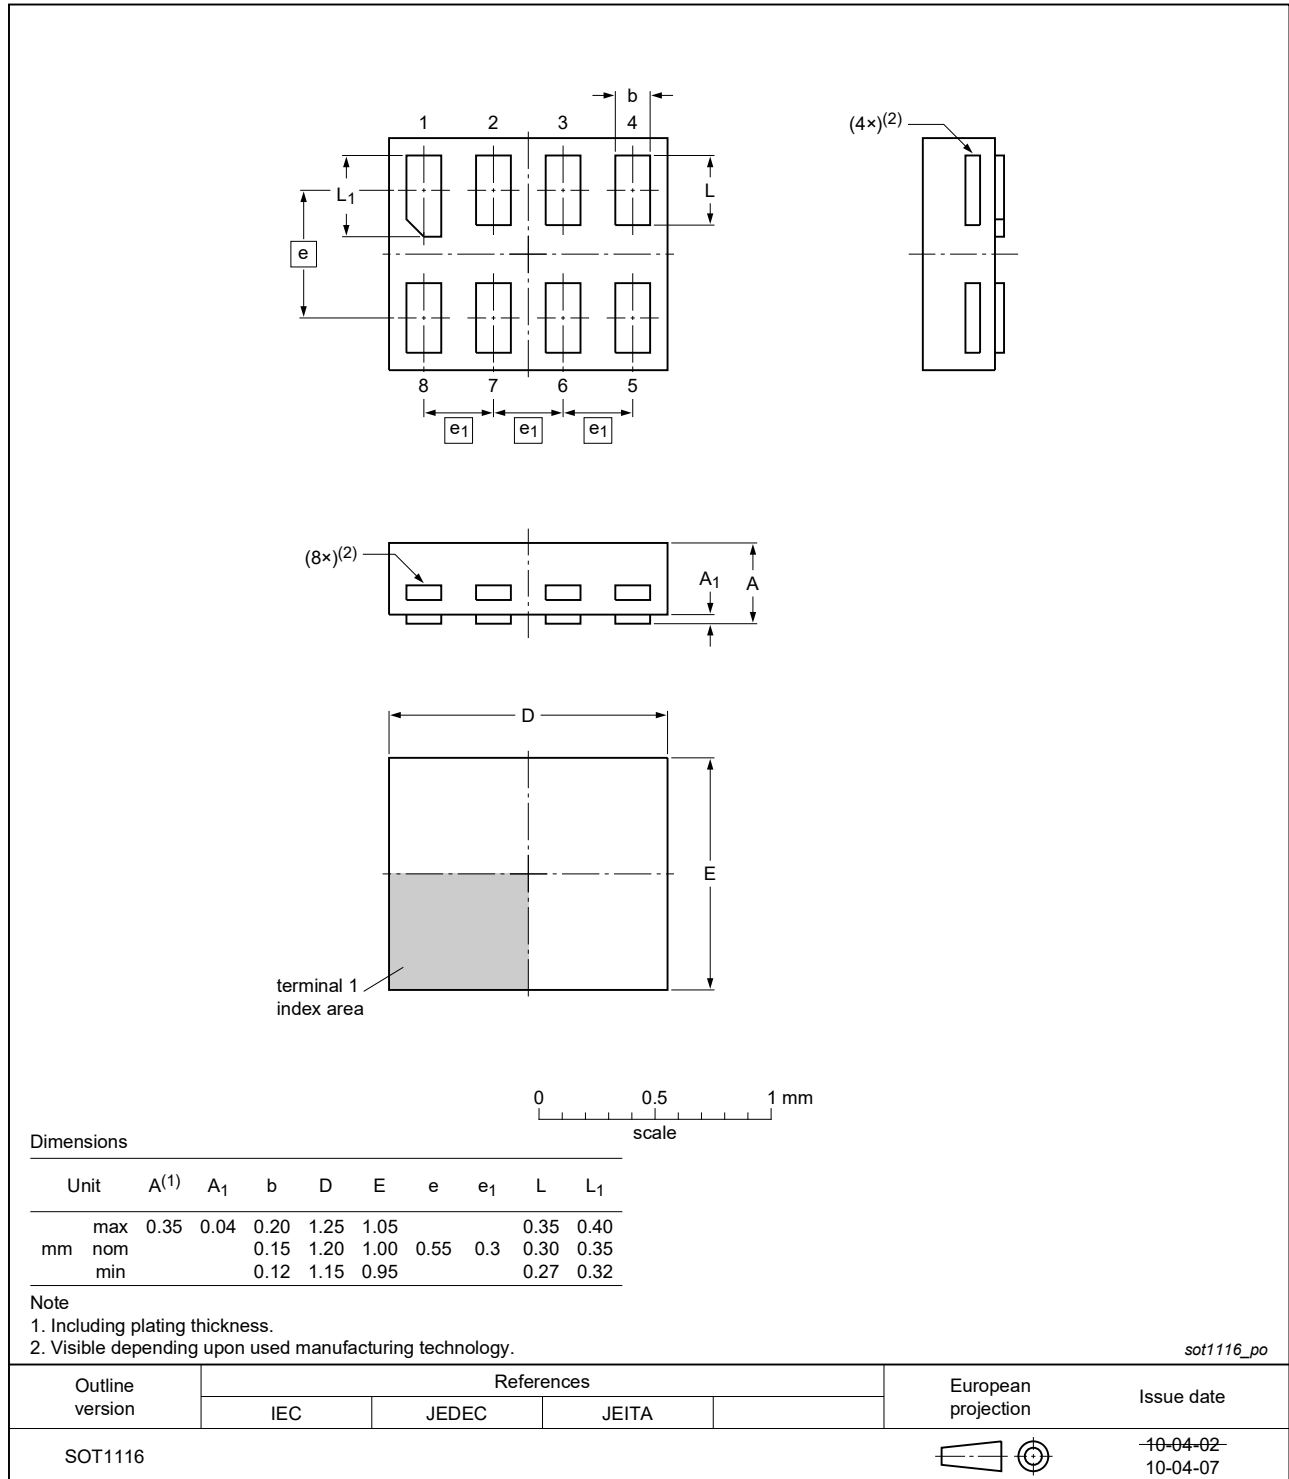 b
1 2 3 4
(4×)(2)
L1
L
e
8 7 6 5
e1 e1 e1
(8×)(2)
A1 A
D
E
terminal 1
index area
0 0.5 1 mm
scale
Dimensions
Unit A(1) A1 b D E e e1 L L1
max 0.35 0.04 0.20 1.25 1.05 0.35 0.40
mm nom 0.15 1.20 1.00 0.55 0.3 0.30 0.35
min 0.12 1.15 0.95 0.27 0.32
Note
1. Including plating thickness.
2. Visible depending upon used manufacturing technology.
sot1116_po
Outline
version
References
IEC JEDEC JEITA
European
projection
Issue date
SOT1116
10-04-02
10-04-07